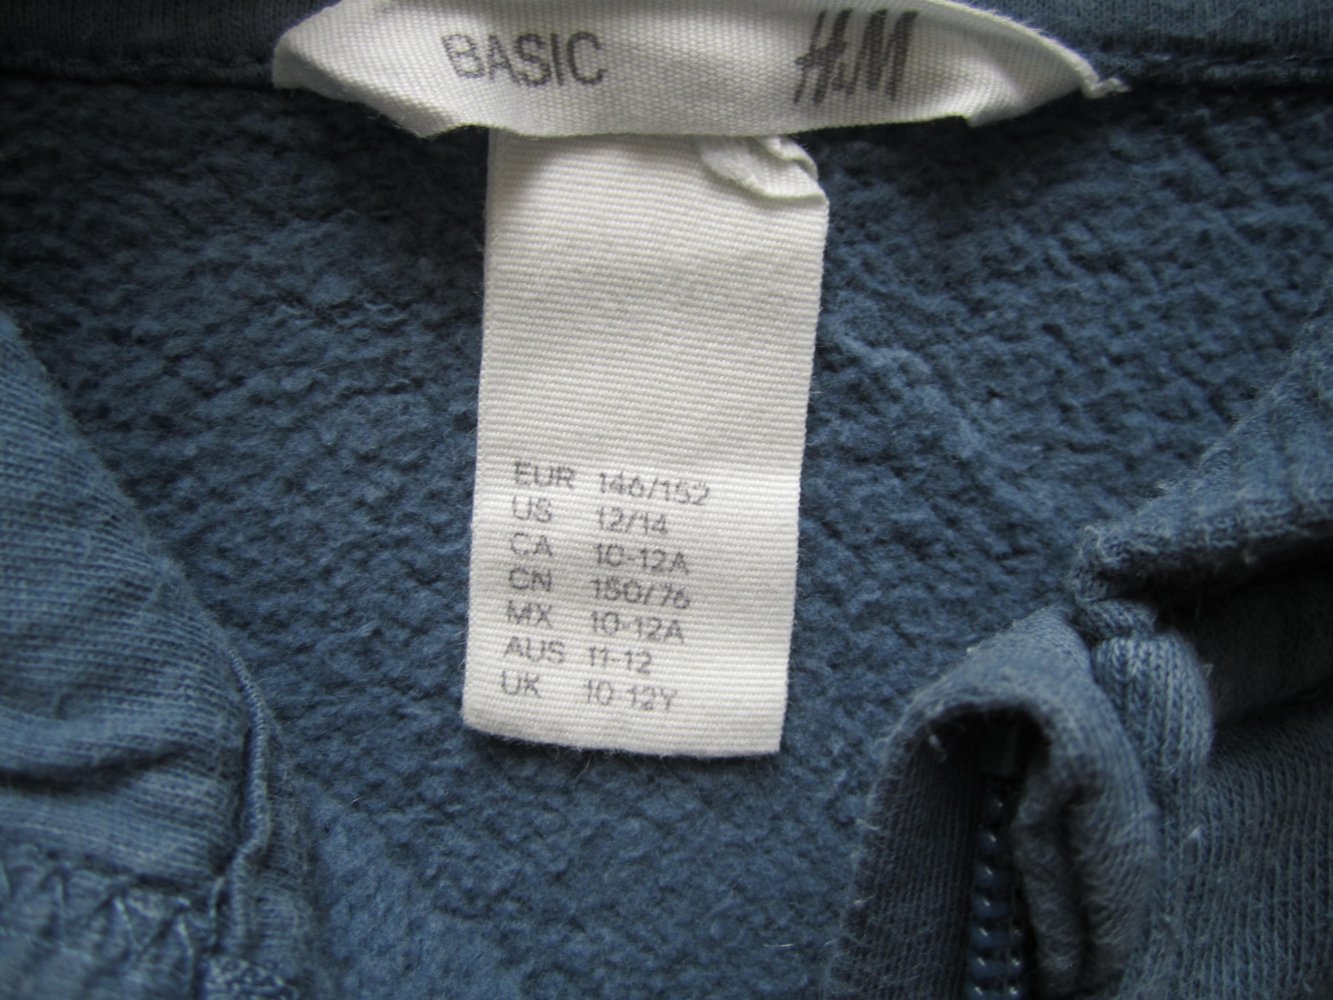 BASIC H&M
EUR 146/152
US 12/14
CA 10-12A
CN 150/76
MX 10-12A
AUS 11-12
UK 10-12Y